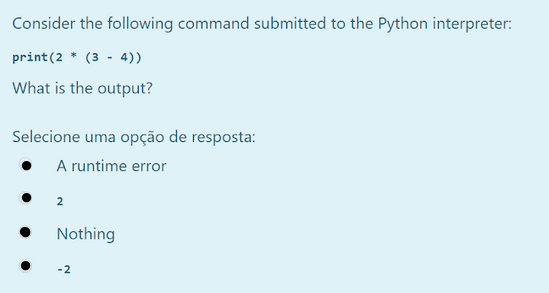 Consider the following command submitted to the Python interpreter:
print(2 * (3 - 4))
What is the output?
Selecione uma opção de resposta:
A runtime error
2
Nothing
-2